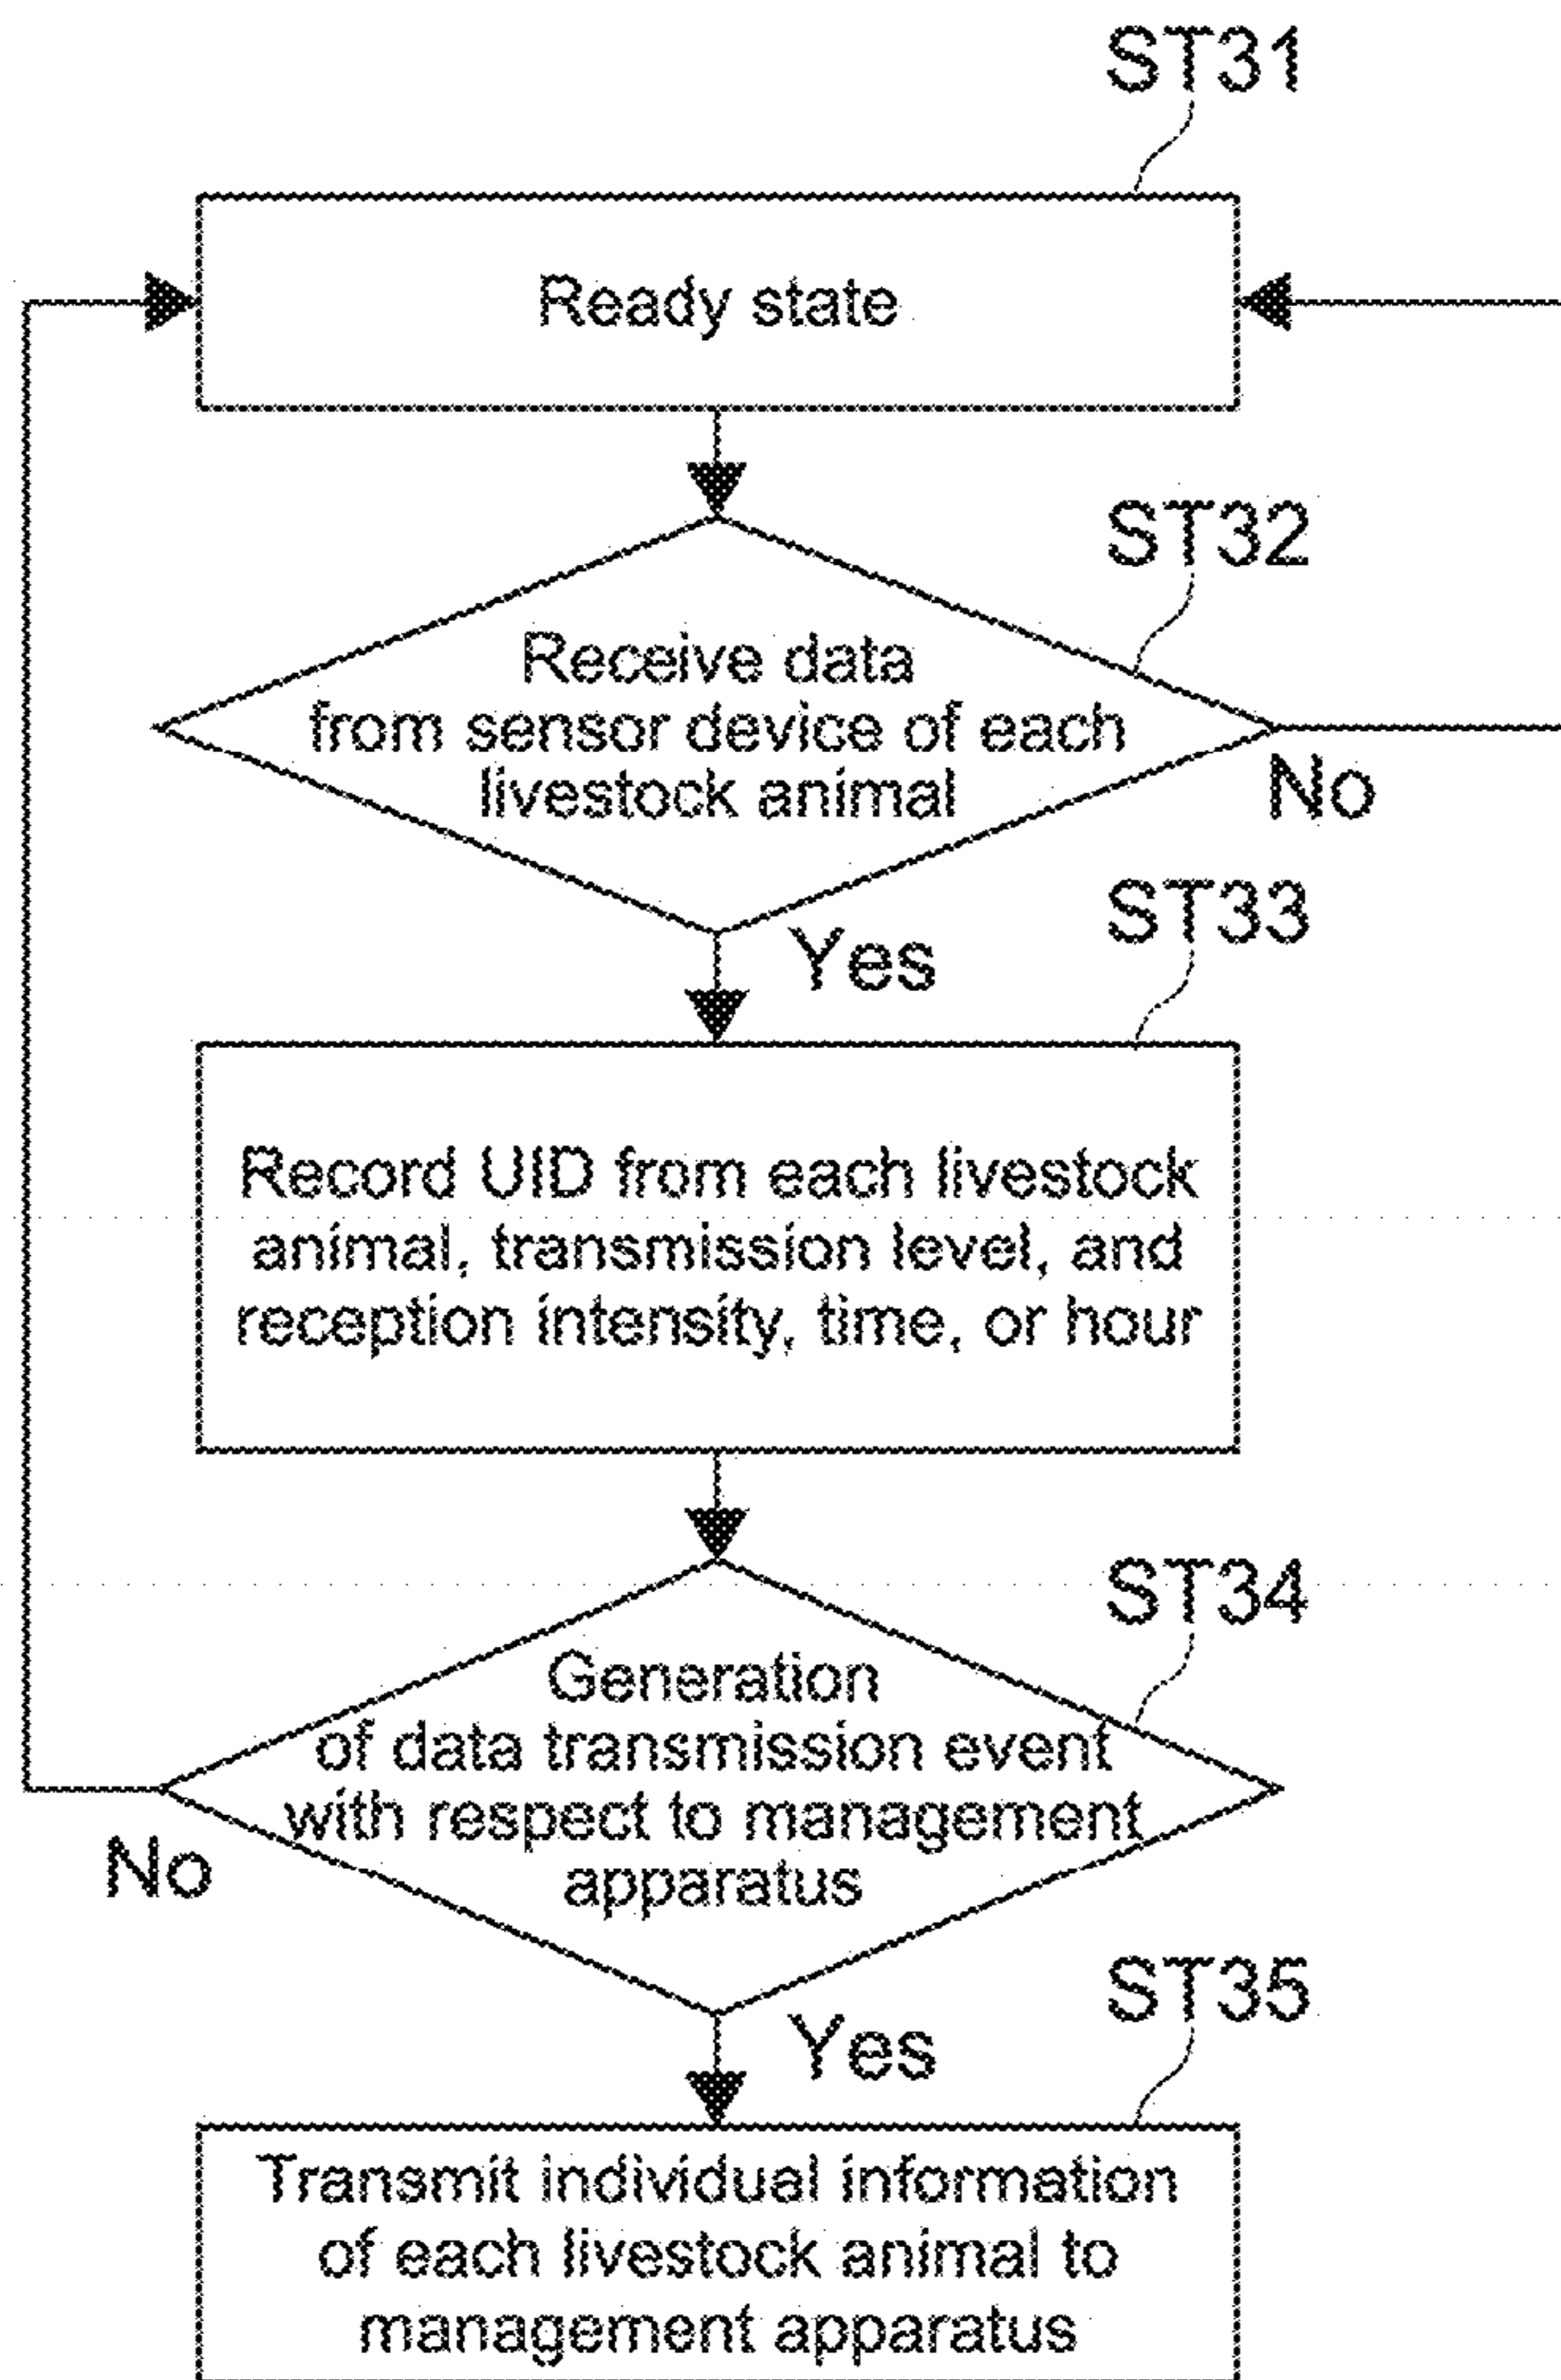 ST31
Ready state
ST32
Receive data
from sensor device of each
livestock animal
No
ST33
Yes
Record UID from each livestock
animal, transmission level, and
reception intensity, time, or hour
ST34
Generation
of data transmission event
with respect to management
apparatus
No
ST35
Yes
Transmit individual information
of each livestock animal to
management apparatus